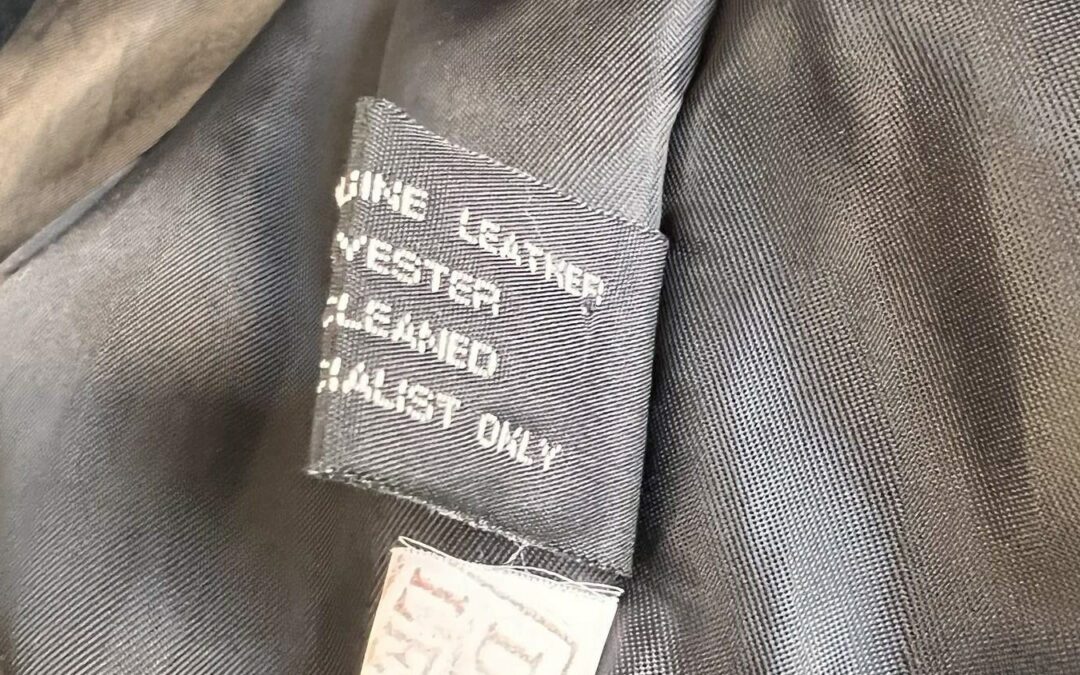 UINE LEATHER
YESTER
CLEANED
CIALIST ONLY